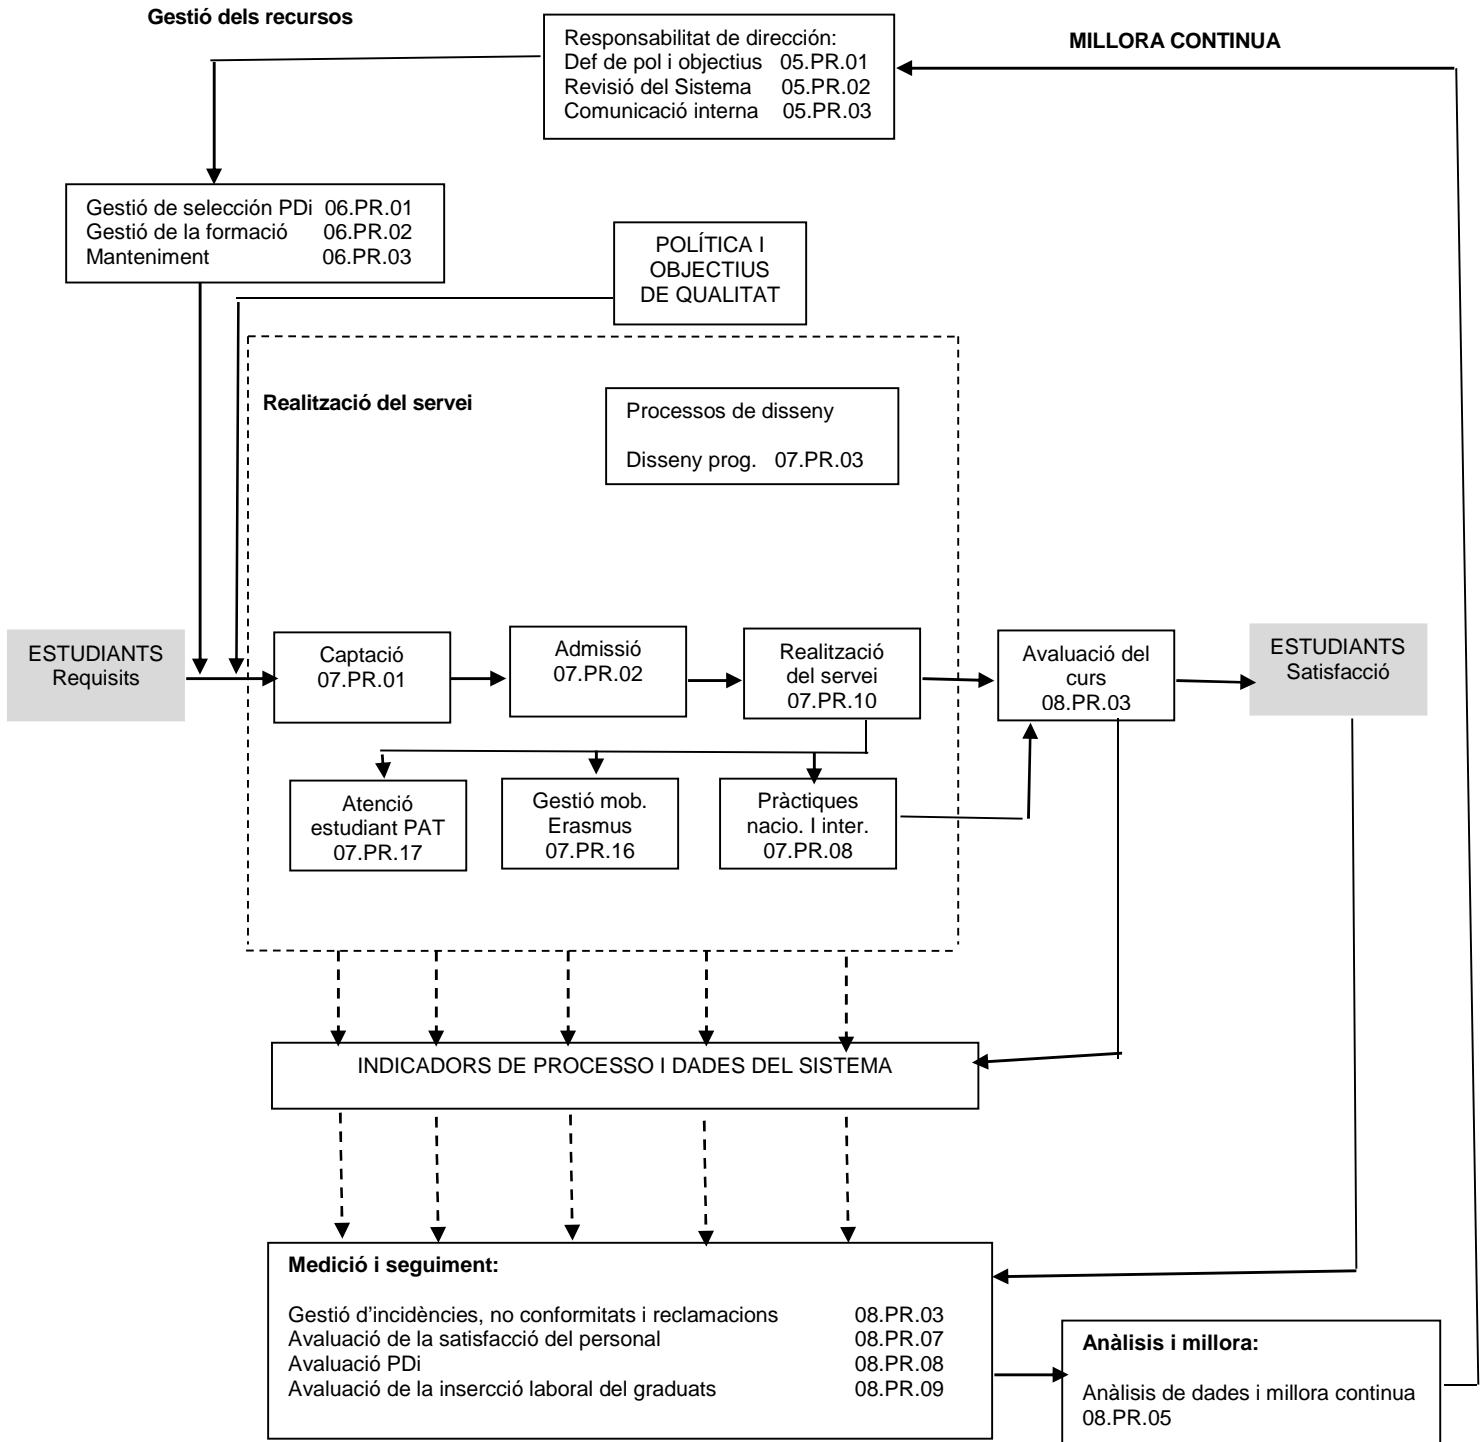 Gestió dels recursos
Responsabilitat de dirección:
Def de pol i objectius 05.PR.01
Revisió del Sistema 05.PR.02
Comunicació interna 05.PR.03
MILLORA CONTINUA
Gestió de selección PDi 06.PR.01
Gestió de la formació 06.PR.02
Manteniment 06.PR.03
POLÍTICA I
OBJECTIUS
DE QUALITAT
Realització del servei
Processos de disseny
Disseny prog. 07.PR.03
ESTUDIANTS
Requisits
Captació
07.PR.01
Admissió
07.PR.02
Realització
del servei
07.PR.10
Avaluació del
curs
08.PR.03
ESTUDIANTS
Satisfacció
Atenció
estudiant PAT
07.PR.17
Gestió mob.
Erasmus
07.PR.16
Pràctiques
nacio. I inter.
07.PR.08
INDICADORS DE PROCESSO I DADES DEL SISTEMA
Medició i seguiment:
Gestió d’incidències, no conformitats i reclamacions 08.PR.03
Avaluació de la satisfacció del personal 08.PR.07
Avaluació PDi 08.PR.08
Avaluació de la insercció laboral del graduats 08.PR.09
Anàlisis i millora:
Anàlisis de dades i millora continua
08.PR.05